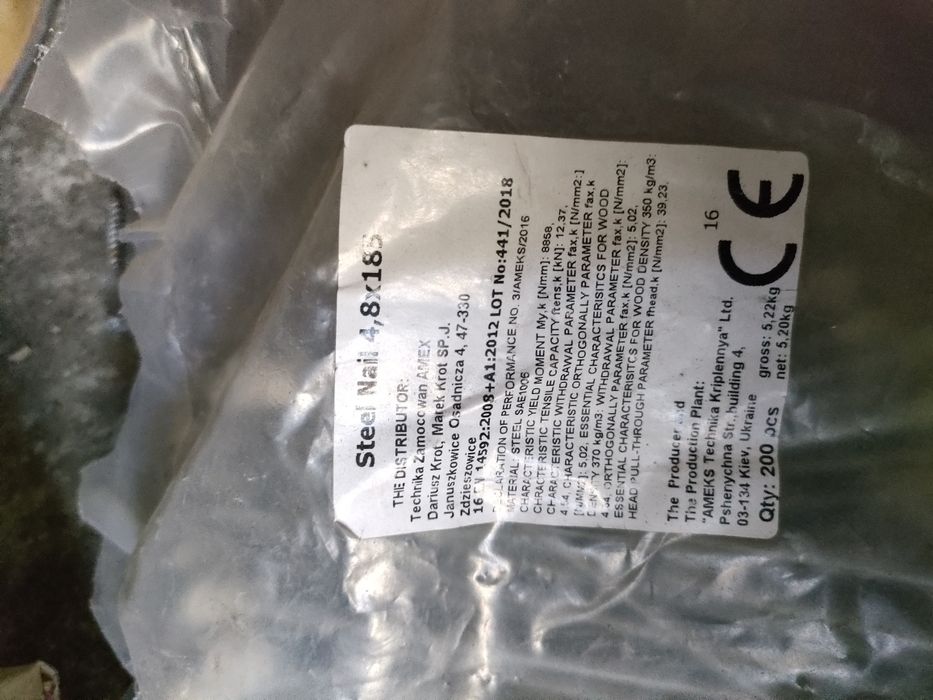 Steel Nail 4,8x185
THE DISTRIBUTOR:
Technika Zamocowan AMEX
Dariusz Krot, Marek Krot SP.J.
Januszkowice Osadnicza 4, 47-330
Zdzieszowice
16 EN 14592:2008+A1:2012 LOT No:441/2018
DECLARATION OF PERFORMANCE NO. 3/AMEKS/2016
MATERIAL: STEEL SAE1006
CHARACTERISTIC YIELD MOMENT My,k [Nmm]: 8868,
CHRACTERISTIC TENSILE CAPACITY ftens,k [kN]: 12,37,
CHARACTERISTIC WITHDRAWAL PARAMETER fax,k [N/mm2:]
4,54, CHARACTERISTIC ORTHOGONALLY PARAMETER fax,k
[N/MM2:]: 5,02, ESSENTIAL CHARACTERISITCS FOR WOOD
DENSITY 370 kg/m3: WITHDRAWAL PARAMETER fax,k [N/mm2]:
4,54, ORTHOGONALLY PARAMETER fax,k [N/mm2]: 5,02,
ESSENTIAL CHARACTERISITCS FOR WOOD DENSITY 350 kg/m3:
HEAD PULL-THROUGH PARAMETER fhead,k [N/mm2]: 39,23.
The Producer and
The Production Plant:
"AMEKS Technika Kriplennya" Ltd.
Pshenychna Str., building 4,
03-134 Kiev, Ukraine
Qty: 200 pcs
gross: 5,22kg
net: 5,20kg
16
CE